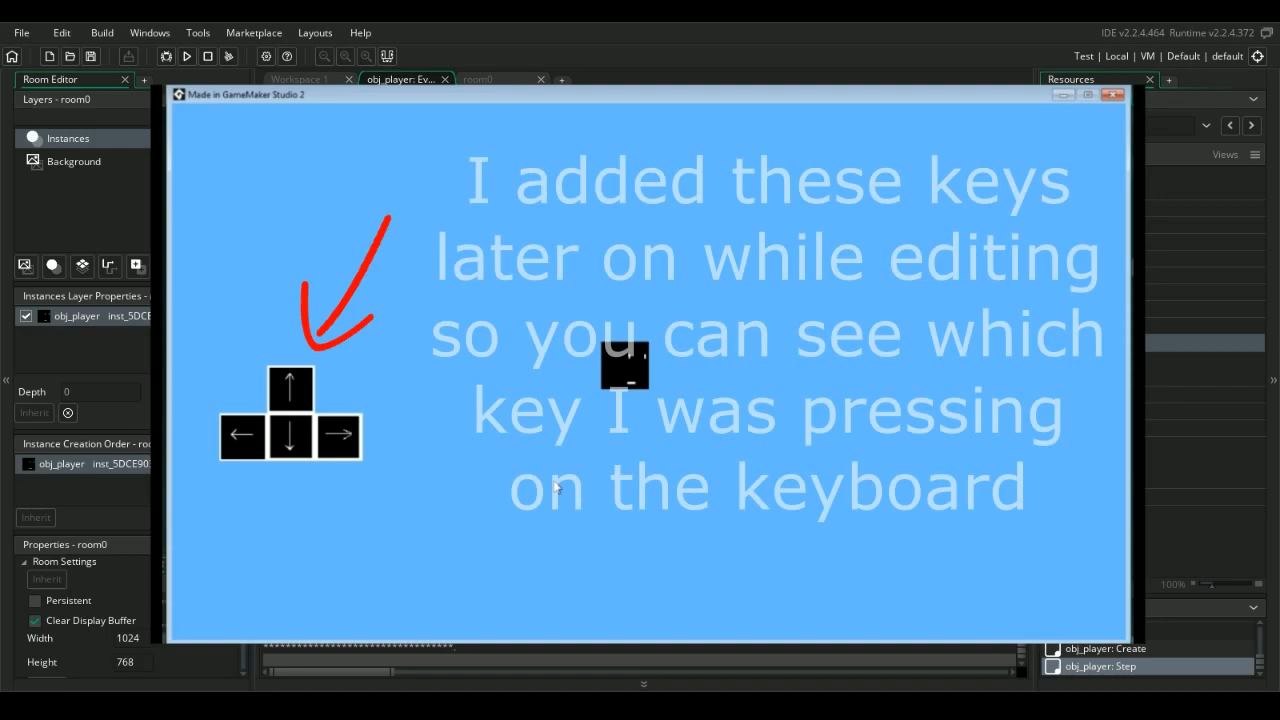 File Edit Build Windows Tools Marketplace Layouts Help
IDE v2.2.4.464 Runtime v2.2.4.372
Test | Local | VM | Default | default
Room Editor
Workspace 1
obj_player: Ev...
room0
Resources
Layers - room0
Made in GameMaker Studio 2
Instances
Background
Views
I added these keys
later on while editing
so you can see which
key I was pressing
on the keyboard
Instances Layer Properties -
obj_player inst_5DCE
Depth 0
Inherit
Instance Creation Order - roo
obj_player inst_5DCE90
Inherit
Properties - room0
Room Settings
Inherit
Persistent
Clear Display Buffer
Width 1024
Height 768
100%
obj_player: Create
obj_player: Step